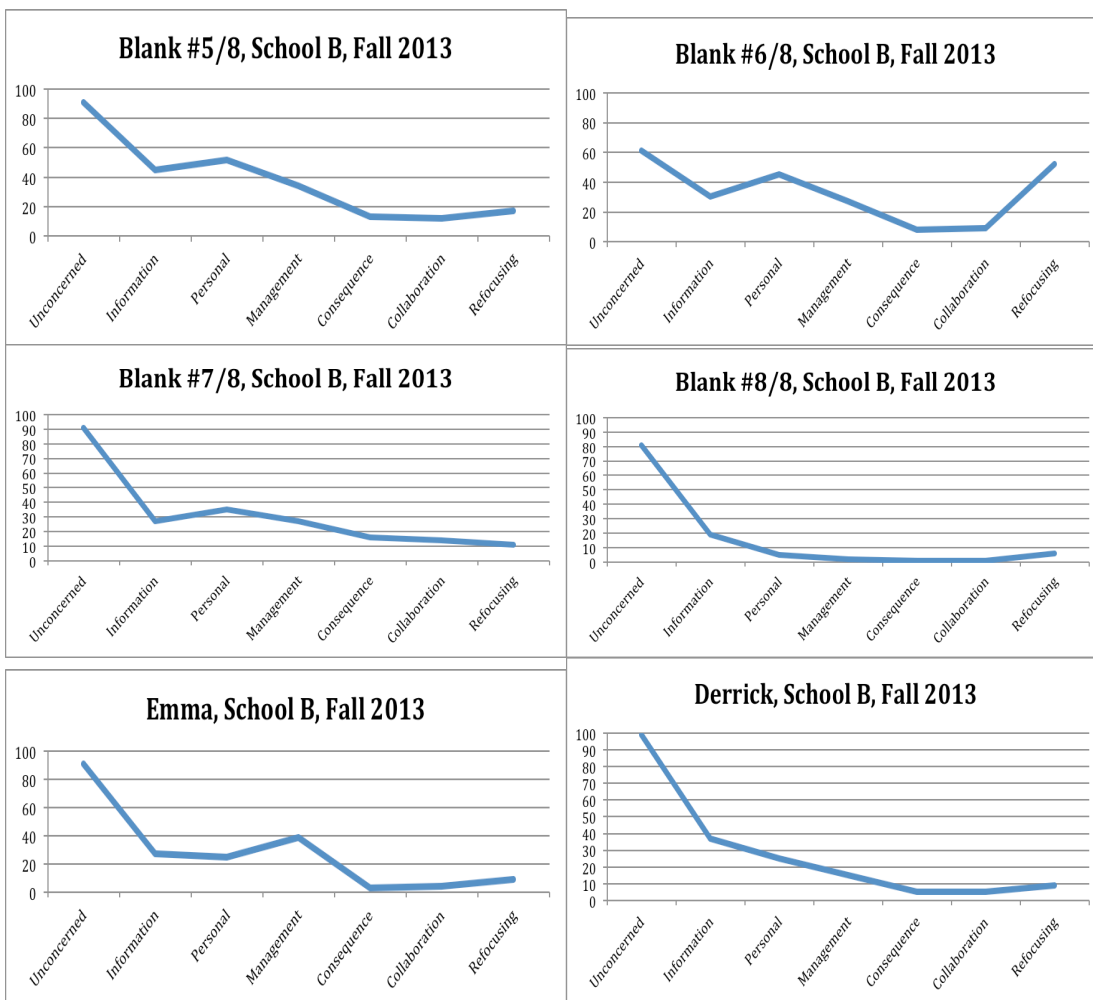 Blank #5/8, School B, Fall 2013
100
80
60
40
20
0
Unconcerned
Information
Personal
Management
Consequence
Collaboration
Refocusing
Blank #6/8, School B, Fall 2013
100
80
60
40
20
0
Unconcerned
Information
Personal
Management
Consequence
Collaboration
Refocusing
Blank #7/8, School B, Fall 2013
100
90
80
70
60
50
40
30
20
10
0
Unconcerned
Information
Personal
Management
Consequence
Collaboration
Refocusing
Blank #8/8, School B, Fall 2013
100
90
80
70
60
50
40
30
20
10
0
Unconcerned
Information
Personal
Management
Consequence
Collaboration
Refocusing
Emma, School B, Fall 2013
100
80
60
40
20
0
Unconcerned
Information
Personal
Management
Consequence
Collaboration
Refocusing
Derrick, School B, Fall 2013
100
90
80
70
60
50
40
30
20
10
0
Unconcerned
Information
Personal
Management
Consequence
Collaboration
Refocusing